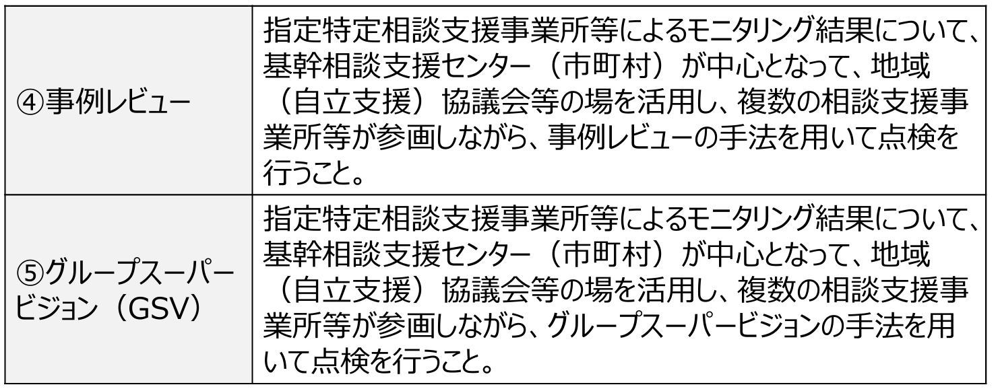 ④事例レビュー
指定特定相談支援事業所等によるモニタリング結果について、
基幹相談支援センター（市町村）が中心となって、地域
（自立支援）協議会等の場を活用し、複数の相談支援事
業所等が参画しながら、事例レビューの手法を用いて点検を
行うこと。
⑤グループスーパー
ビジョン（GSV）
指定特定相談支援事業所等によるモニタリング結果について、
基幹相談支援センター（市町村）が中心となって、地域
（自立支援）協議会等の場を活用し、複数の相談支援事
業所等が参画しながら、グループスーパービジョンの手法を用
いて点検を行うこと。